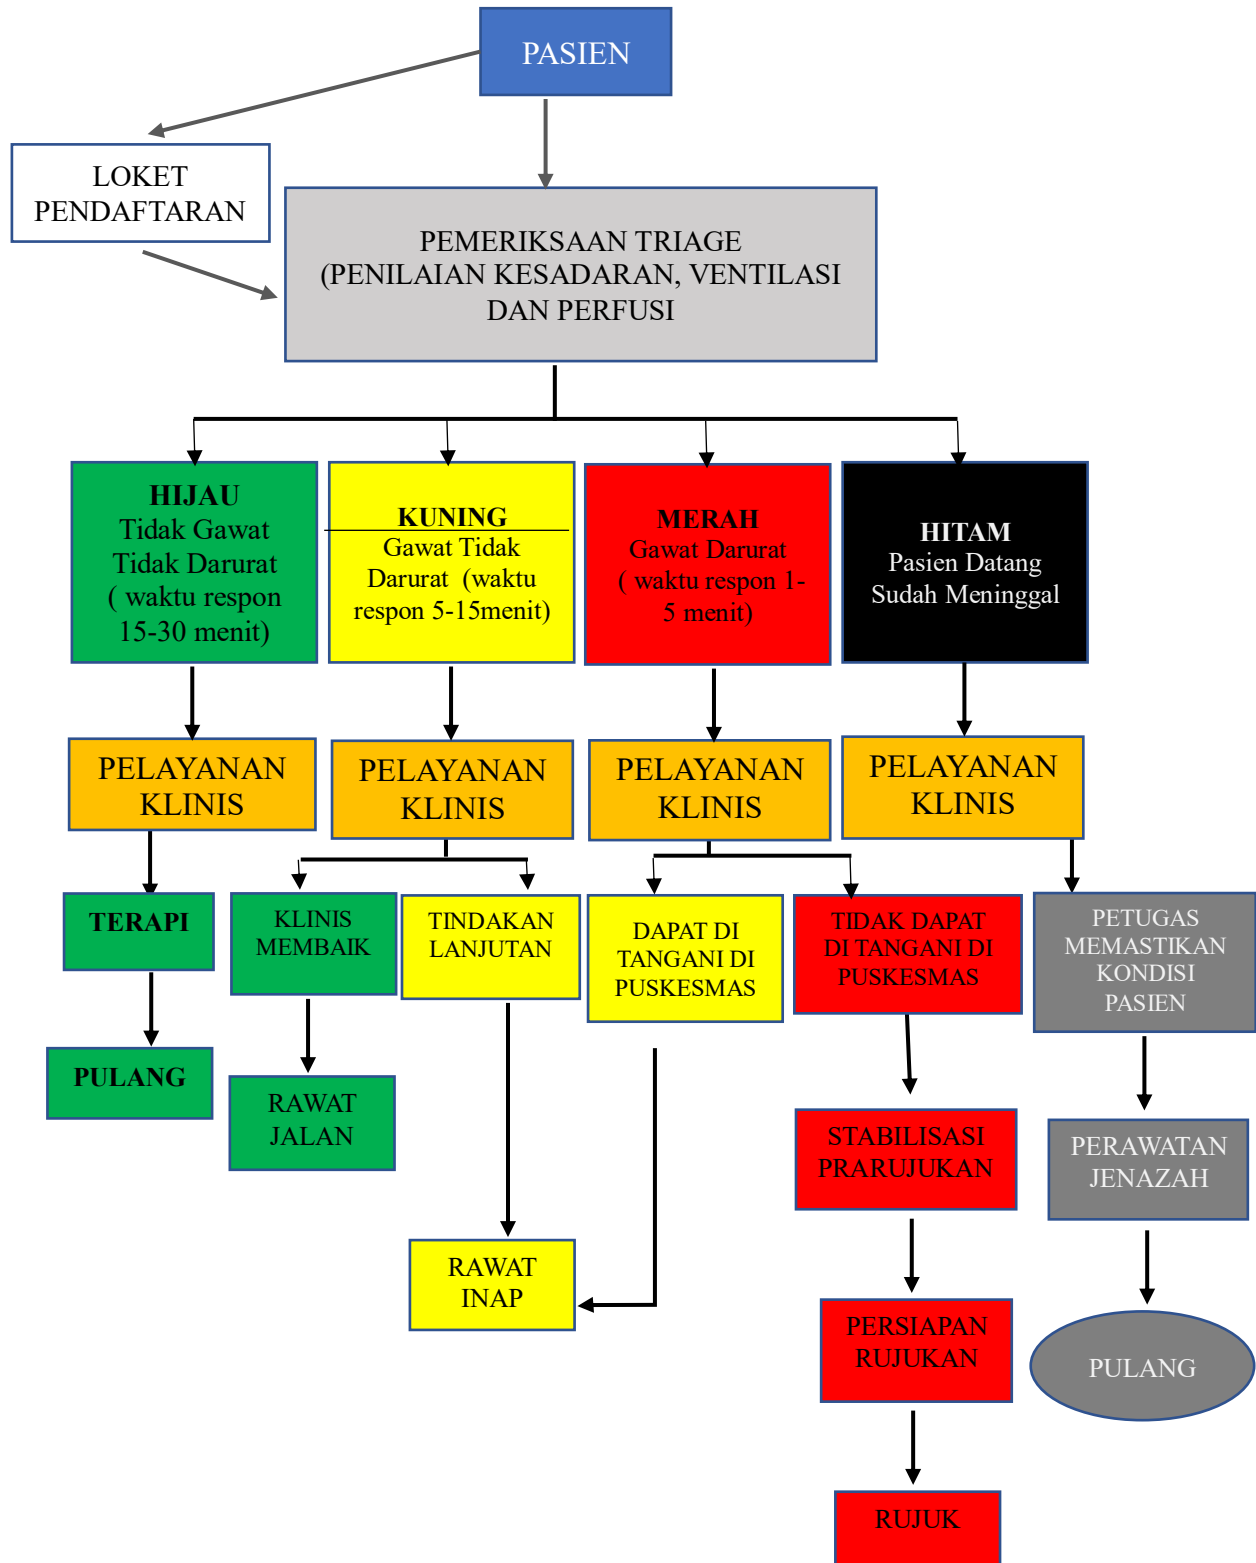 PASIEN
LOKET
PENDAFTARAN
PEMERIKSAAN TRIAGE
(PENILAIAN KESADARAN, VENTILASI
DAN PERFUSI
HIJAU
Tidak Gawat
Tidak Darurat
( waktu respon
15-30 menit)
KUNING
Gawat Tidak
Darurat (waktu
respon 5-15menit)
MERAH
Gawat Darurat
( waktu respon 1-
5 menit)
HITAM
Pasien Datang
Sudah Meninggal
PELAYANAN
KLINIS
PELAYANAN
KLINIS
PELAYANAN
KLINIS
PELAYANAN
KLINIS
TERAPI
KLINIS
MEMBAIK
TINDAKAN
LANJUTAN
DAPAT DI
TANGANI DI
PUSKESMAS
TIDAK DAPAT
DI TANGANI DI
PUSKESMAS
PETUGAS
MEMASTIKAN
KONDISI
PASIEN
PULANG
RAWAT
JALAN
STABILISASI
PRARUJUKAN
PERAWATAN
JENAZAH
RAWAT
INAP
PERSIAPAN
RUJUKAN
PULANG
RUJUK